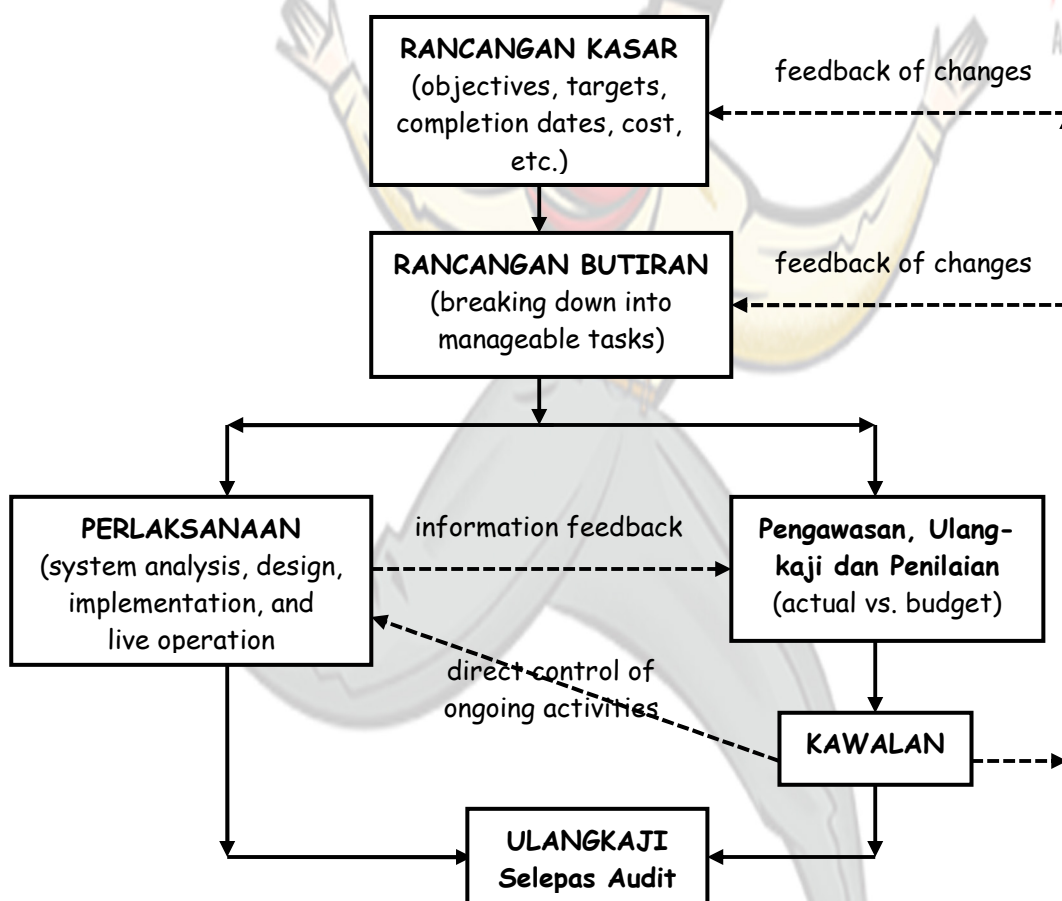 RANCANGAN KASAR
(objectives, targets,
completion dates, cost,
etc.)
feedback of changes
RANCANGAN BUTIRAN
(breaking down into
manageable tasks)
feedback of changes
PERLAKSANAAN
(system analysis, design,
implementation, and
live operation
information feedback
Pengawasan, Ulang-
kaji dan Penilaian
(actual vs. budget)
direct control of
ongoing activities
KAWALAN
ULANGKAJI
Selepas Audit